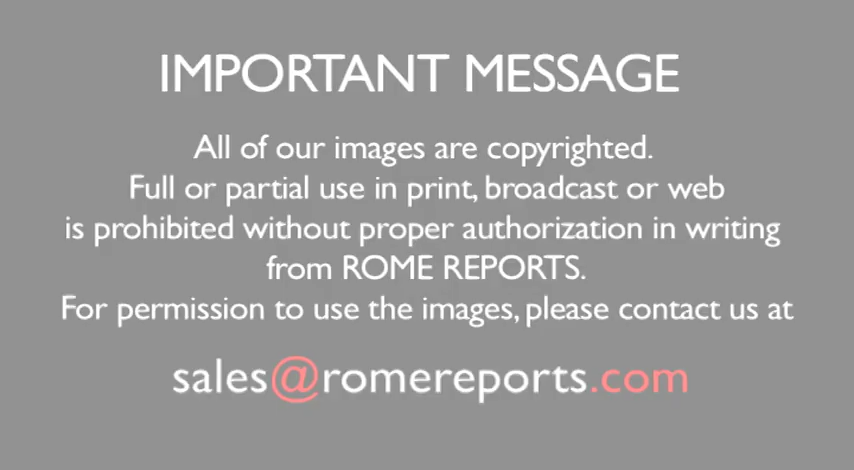 IMPORTANT MESSAGE
All of our images are copyrighted.
Full or partial use in print, broadcast or web
is prohibited without proper authorization in writing
from ROME REPORTS.
For permission to use the images, please contact us at
sales@romereports.com